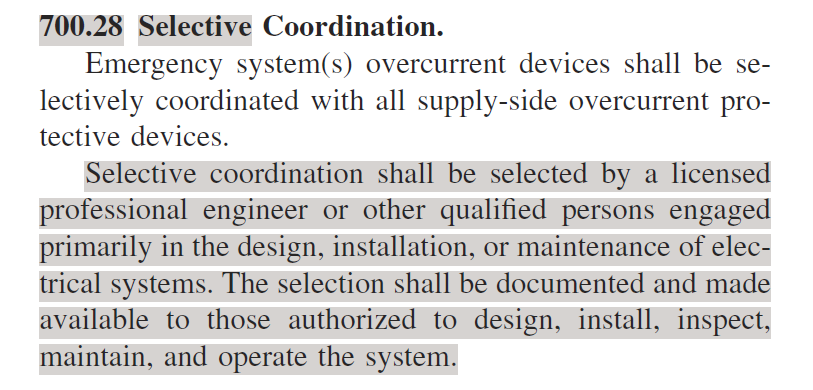 700.28 Selective Coordination.
Emergency system(s) overcurrent devices shall be se-
lectively coordinated with all supply-side overcurrent pro-
tective devices.
Selective coordination shall be selected by a licensed
professional engineer or other qualified persons engaged
primarily in the design, installation, or maintenance of elec-
trical systems. The selection shall be documented and made
available to those authorized to design, install, inspect,
maintain, and operate the system.